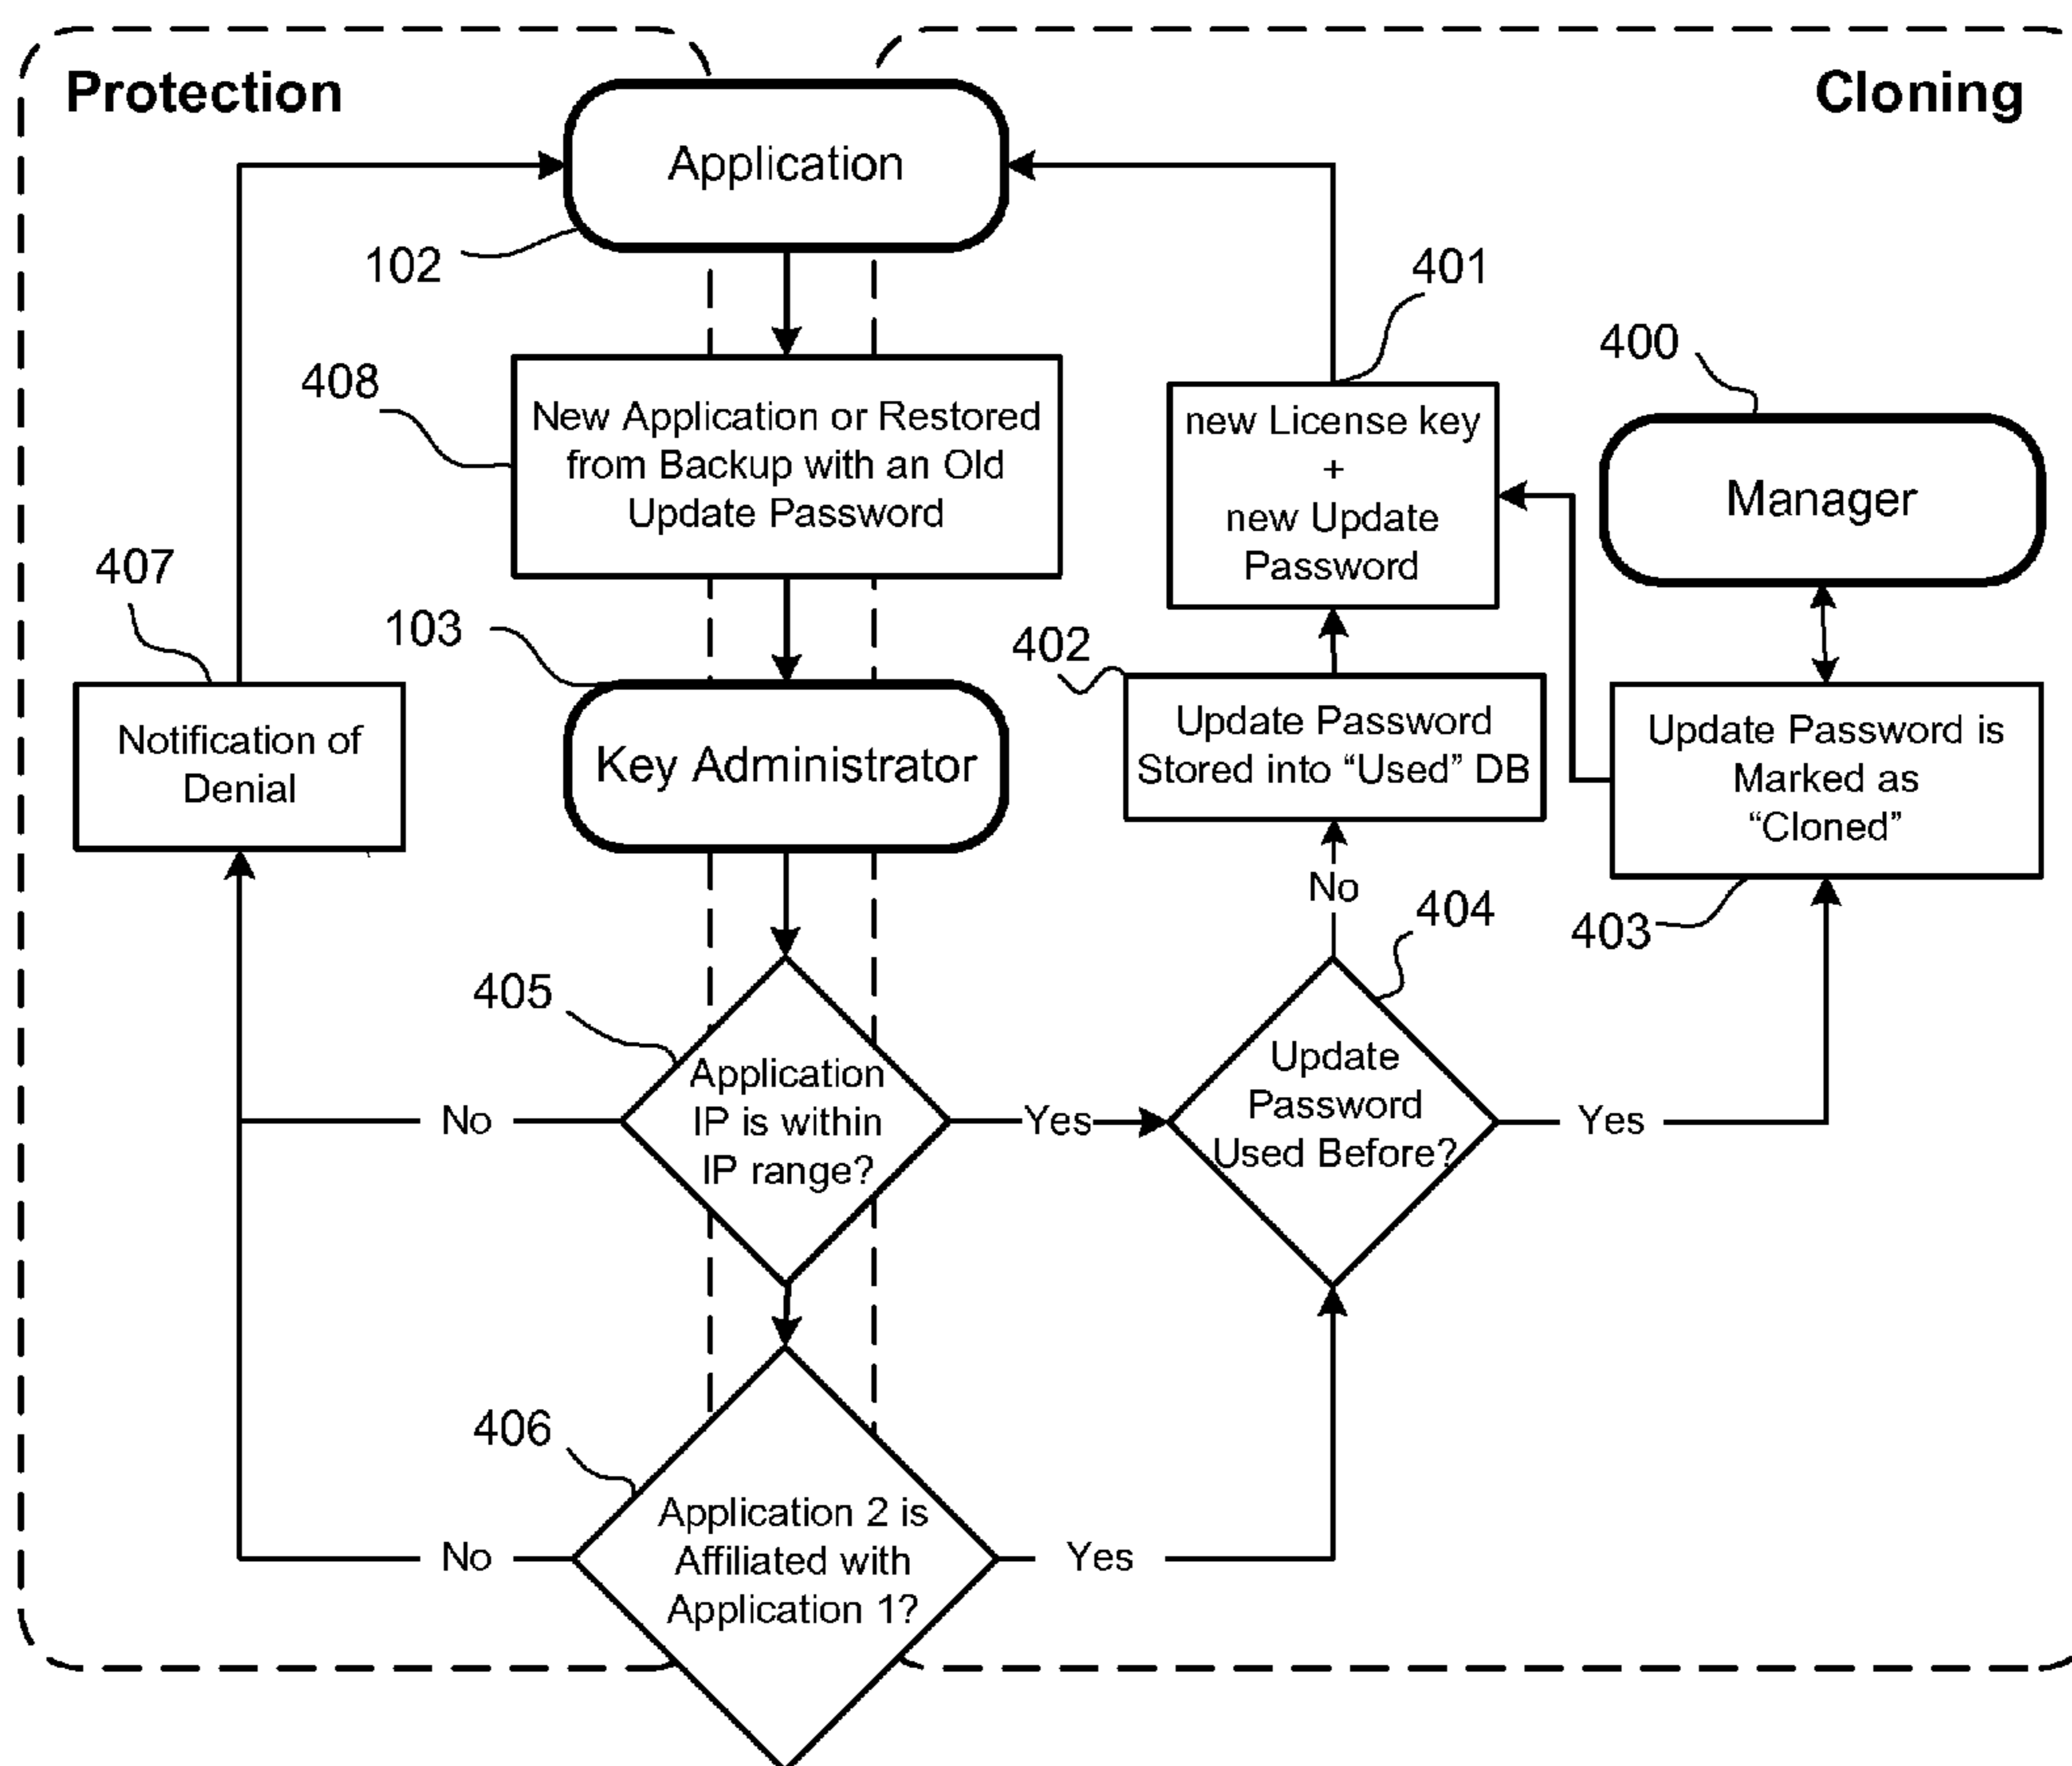 Protection
Cloning
Application
102
401
400
408
New Application or Restored
from Backup with an Old
Update Password
new License key
+
new Update
Password
Manager
407
103
402
Notification of
Denial
Key Administrator
Update Password
Stored into “Used” DB
Update Password is
Marked as
“Cloned”
No
404
403
405
Application
IP is within
IP range?
No
Yes
Update
Password
Used Before?
Yes
406
Application 2 is
Affiliated with
Application 1?
No
Yes